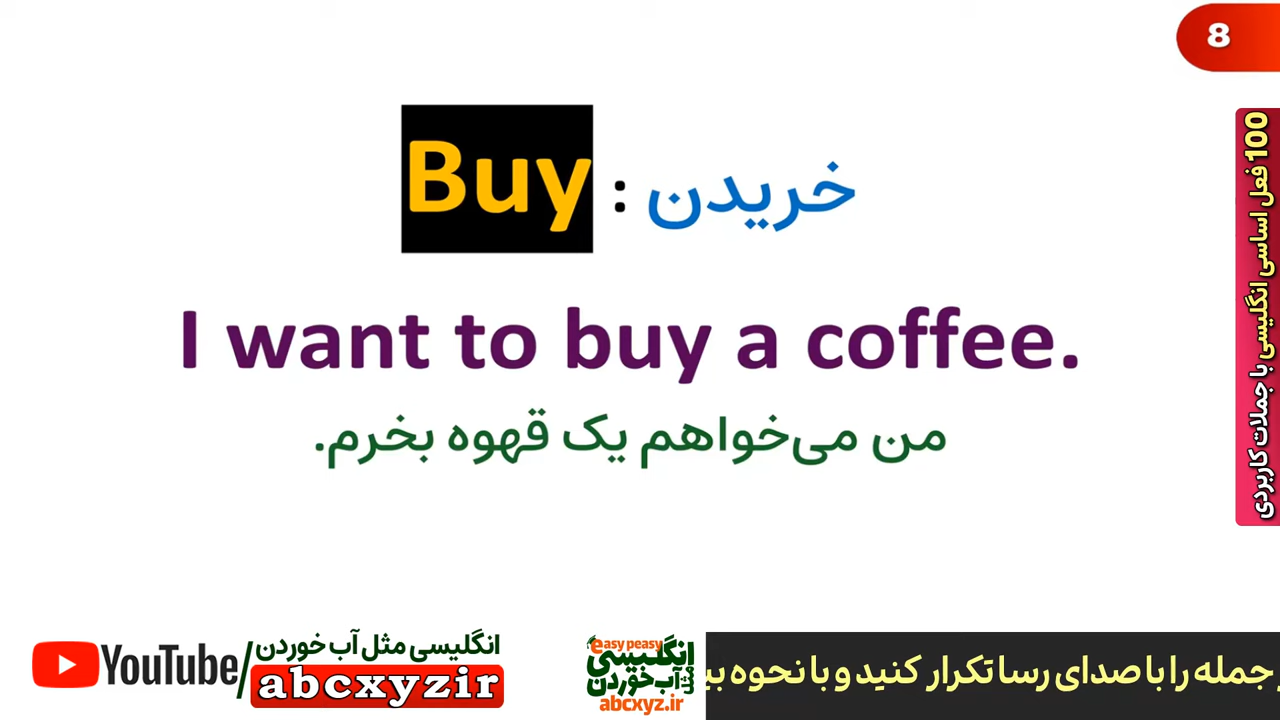 8
Buy : خریدن
I want to buy a coffee.
من می‌خواهم یک قهوه بخرم.
100 فعل اساسی انگلیسی با جملات کاربردی
YouTube/
انگلیسی مثل آب خوردن
abcxyzir
easy peasy
انگلیسی
مثل آب خوردن
abcxyz.ir
جمله را با صدای رسا تکرار کنید و با نحوه